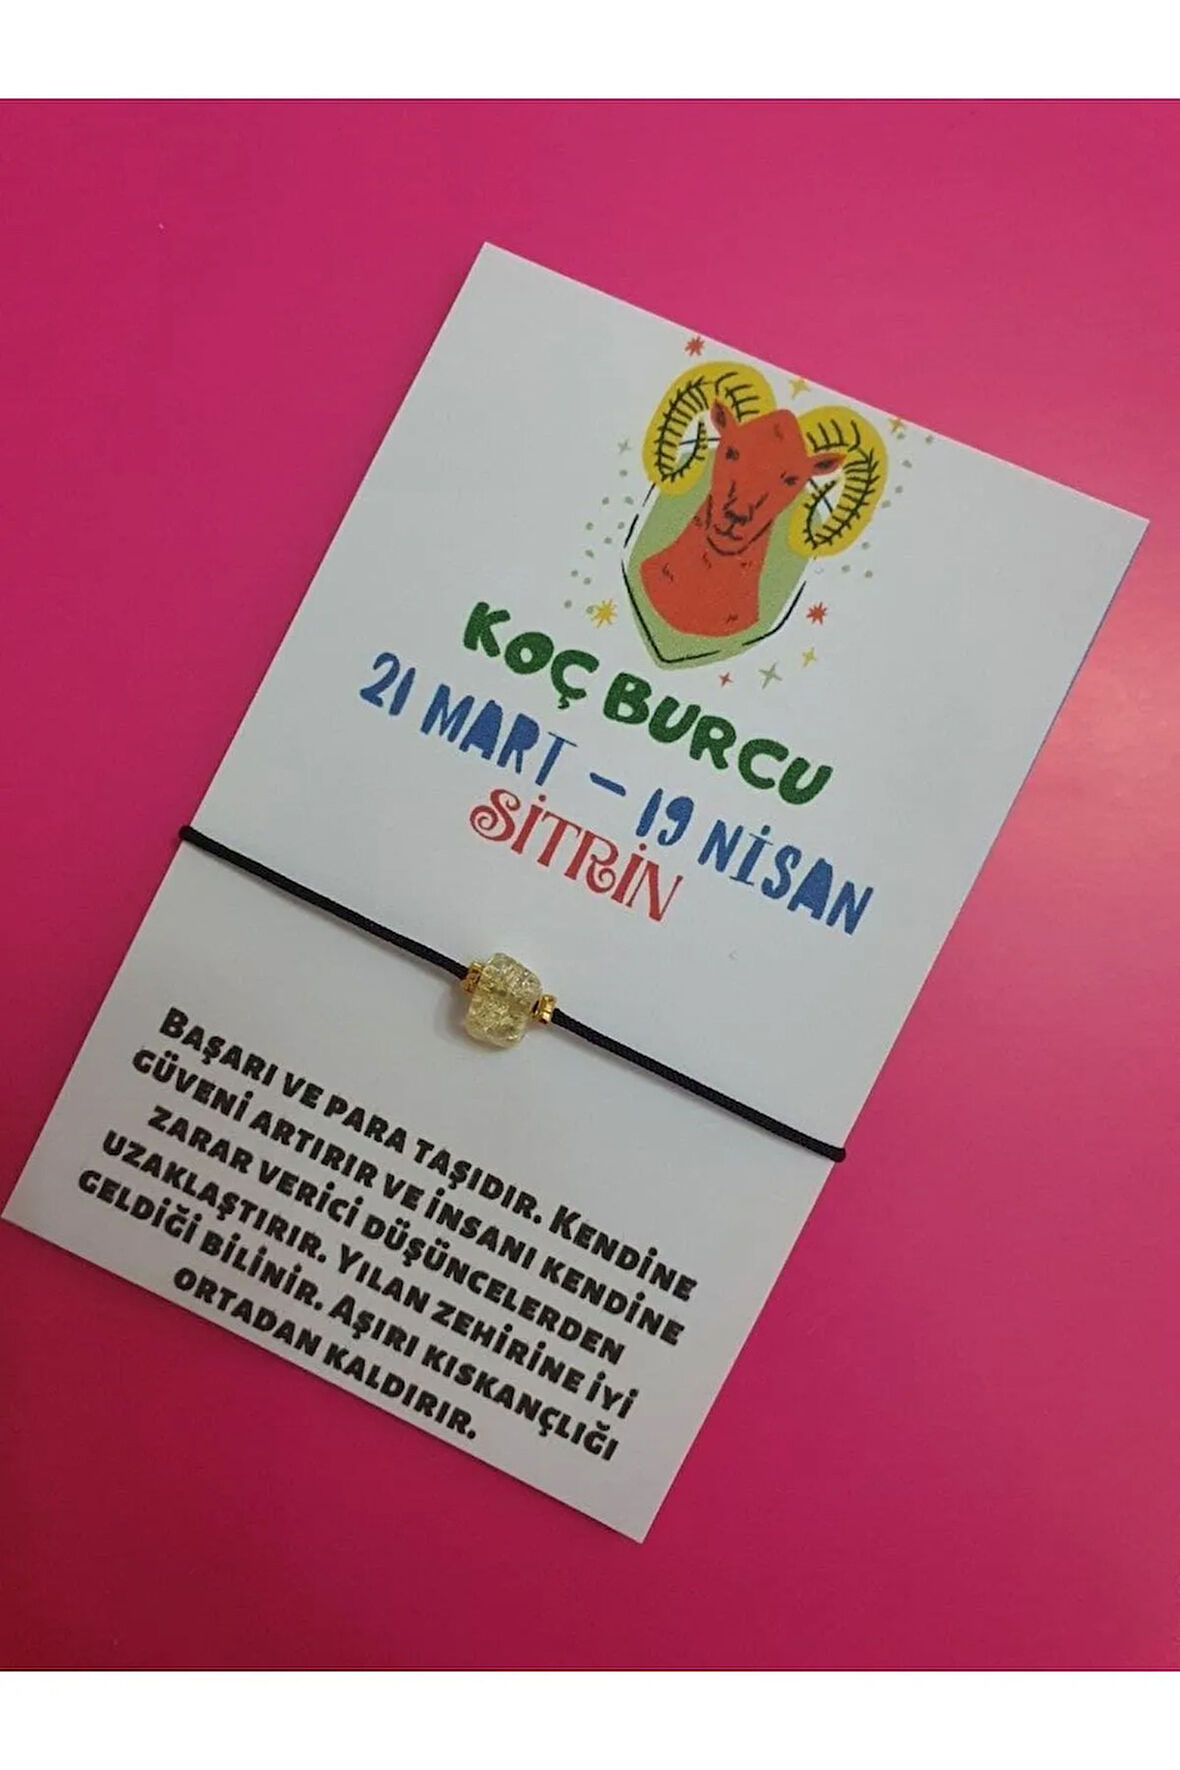 KOÇ BURCU
21 MART - 19 NİSAN
SİTRİN
BAŞARI VE PARA TAŞIDIR. KENDİNE
GÜVENİ ARTIRIR VE İNSANI KENDİNE
ZARAR VERİCİ DÜŞÜNCELERDEN
UZAKLAŞTIRIR. YILAN ZEHİRİNE İYİ
GELDİĞİ BİLİNİR. AŞIRI KISKANÇLIĞI
ORTADAN KALDIRIR.